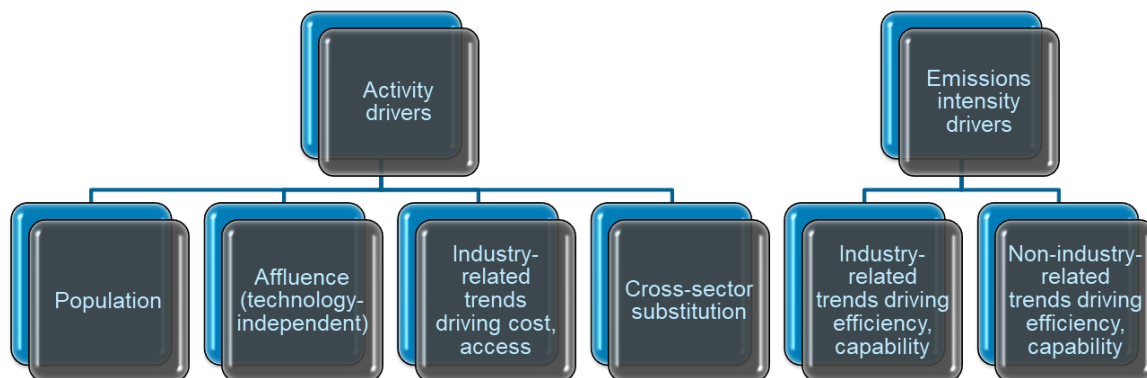 Activity
drivers
Emissions
intensity
drivers
Population
Affluence
(technology-
independent)
Industry-
related
trends
driving cost,
access
Cross-sector
substitution
Industry-
related
trends driving
efficiency,
capability
Non-industry-
related
trends driving
efficiency,
capability